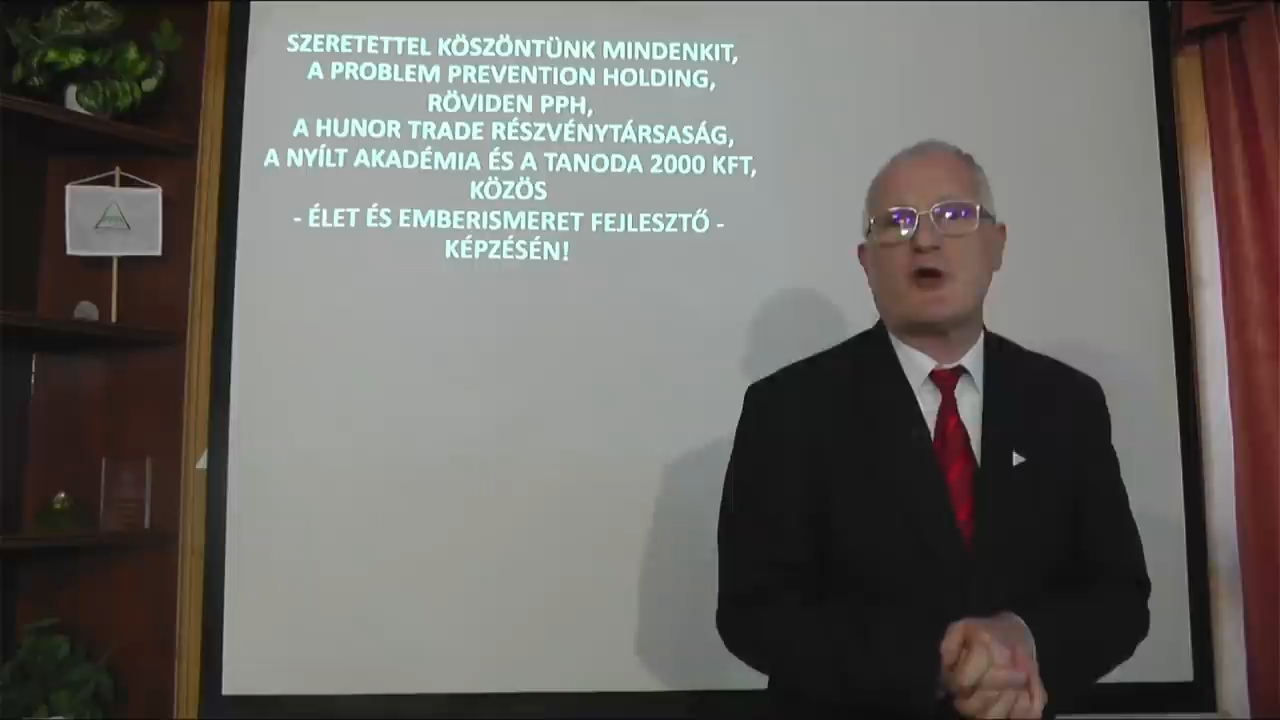 SZERETETTEL KÖSZÖNTÜNK MINDENKIT,
A PROBLEM PREVENTION HOLDING,
RÖVIDEN PPH,
A HUNOR TRADE RÉSZVÉNYTÁRSASÁG,
A NYÍLT AKADÉMIA ÉS A TANODA 2000 KFT,
KÖZÖS
- ÉLET ÉS EMBERISMERET FEJLESZTŐ -
KÉPZÉSÉN!